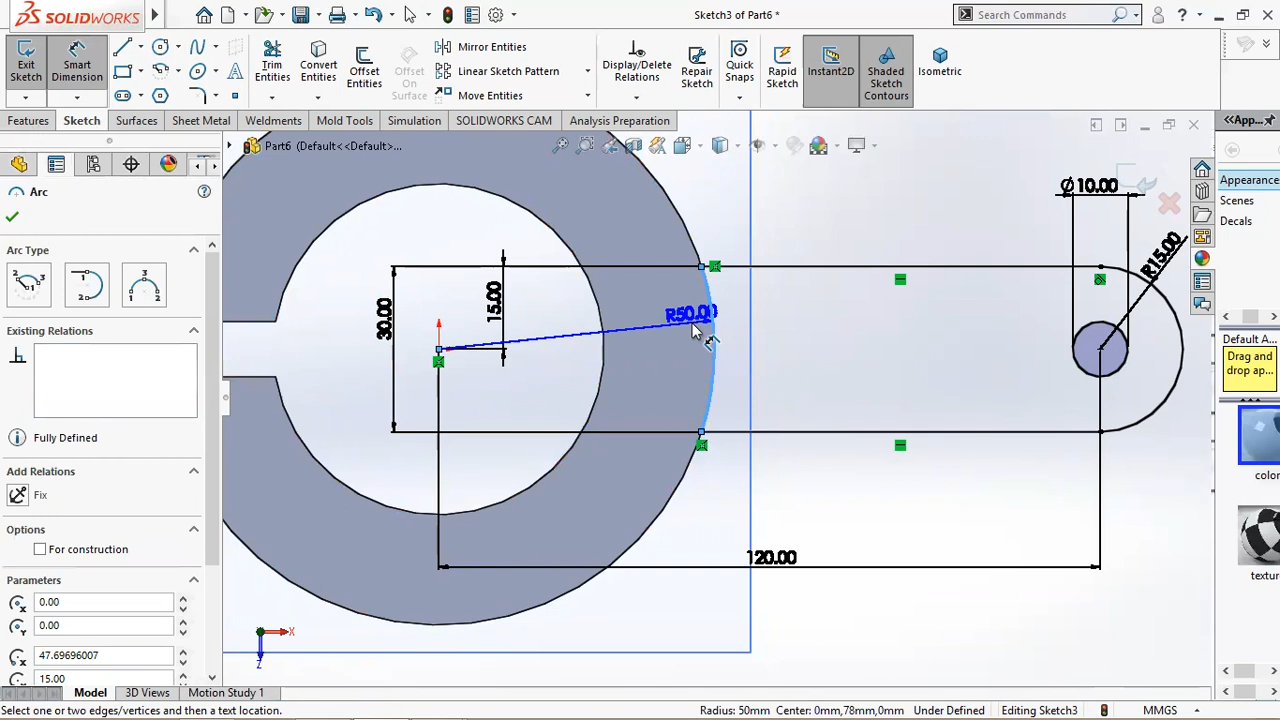 SOLIDWORKS
Sketch3 of Part6 *
Search Commands
?
Exit Sketch
Smart Dimension
Trim Entities
Convert Entities
Offset Entities
Offset On Surface
Mirror Entities
Linear Sketch Pattern
Move Entities
Display/Delete Relations
Repair Sketch
Quick Snaps
Rapid Sketch
Instant2D
Shaded Sketch Contours
Isometric
Features
Sketch
Surfaces
Sheet Metal
Weldments
Mold Tools
Simulation
SOLIDWORKS CAM
Analysis Preparation
<<App...
Part6 (Default<<Default>...
Arc
Arc Type
Existing Relations
Fully Defined
Add Relations
Fix
Options
For construction
Parameters
0.00
0.00
47.69696007
15.00
30.00
15.00
R50.00
Ø 10.00
R15.00
120.00
X
Z
Appearance
Scenes
Decals
Default A...
Drag and drop ap...
color
textur
Model
3D Views
Motion Study 1
Select one or two edges/vertices and then a text location.
Radius: 50mm Center: 0mm,78mm,0mm
Under Defined
Editing Sketch3
MMGS